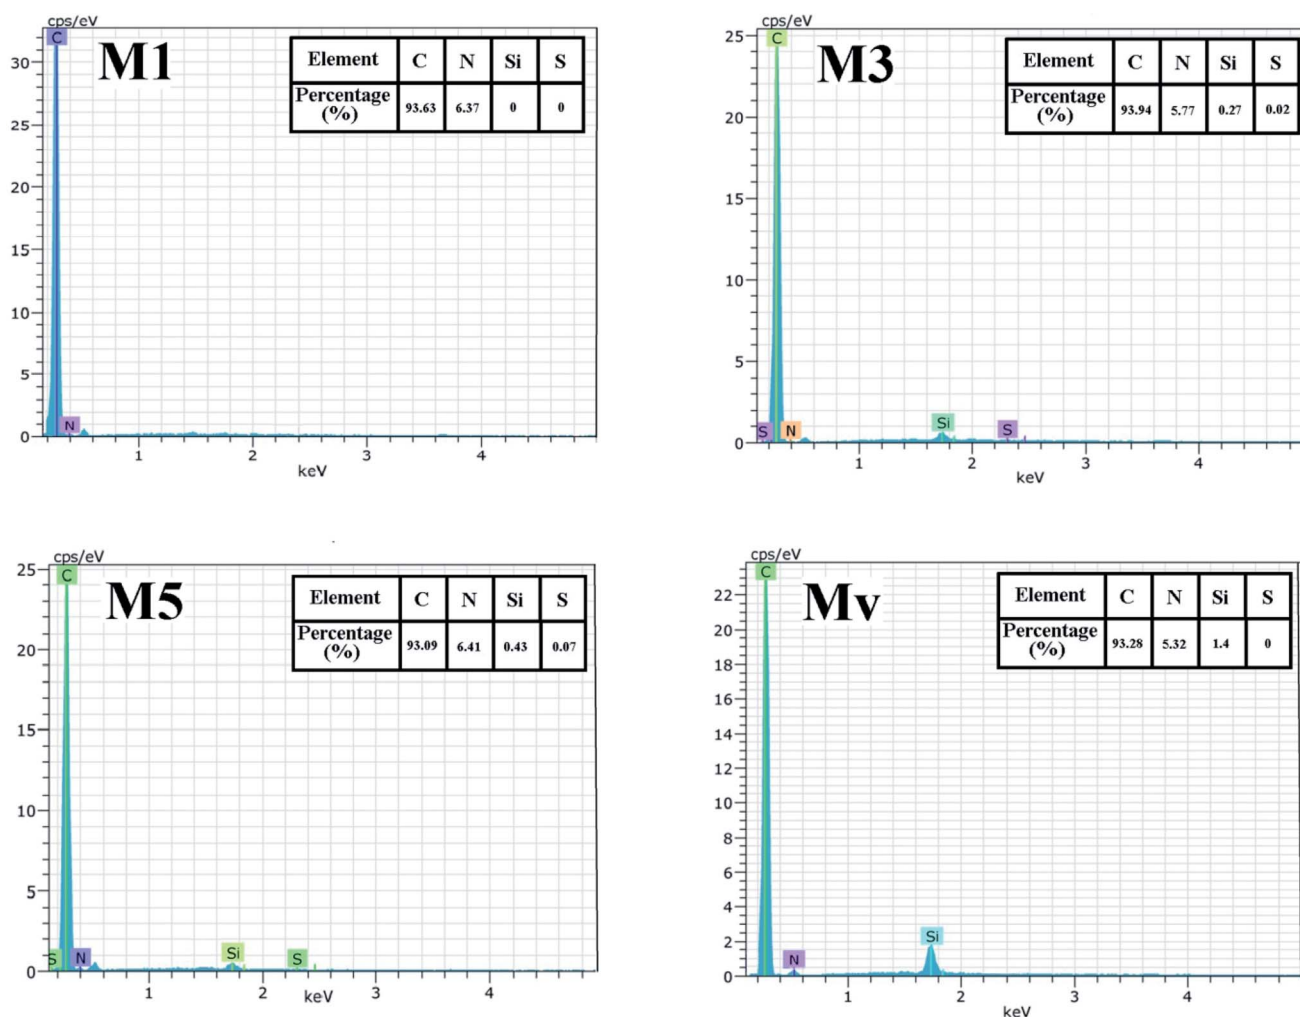 cps/eV
C
M1
Element C N Si S
Percentage
(%) 93.63 6.37 0 0
30
25
20
15
10
5
0
N
1 2 3 4
keV
cps/eV
C
M3
Element C N Si S
Percentage
(%) 93.94 5.77 0.27 0.02
25
20
15
10
5
0
S N Si S
1 2 3 4
keV
cps/eV
C
M5
Element C N Si S
Percentage
(%) 93.09 6.41 0.43 0.07
25
20
15
10
5
0
S N Si S
1 2 3 4
keV
cps/eV
C
Mv
Element C N Si S
Percentage
(%) 93.28 5.32 1.4 0
22
20
18
16
14
12
10
8
6
4
2
0
N Si
1 2 3 4
keV